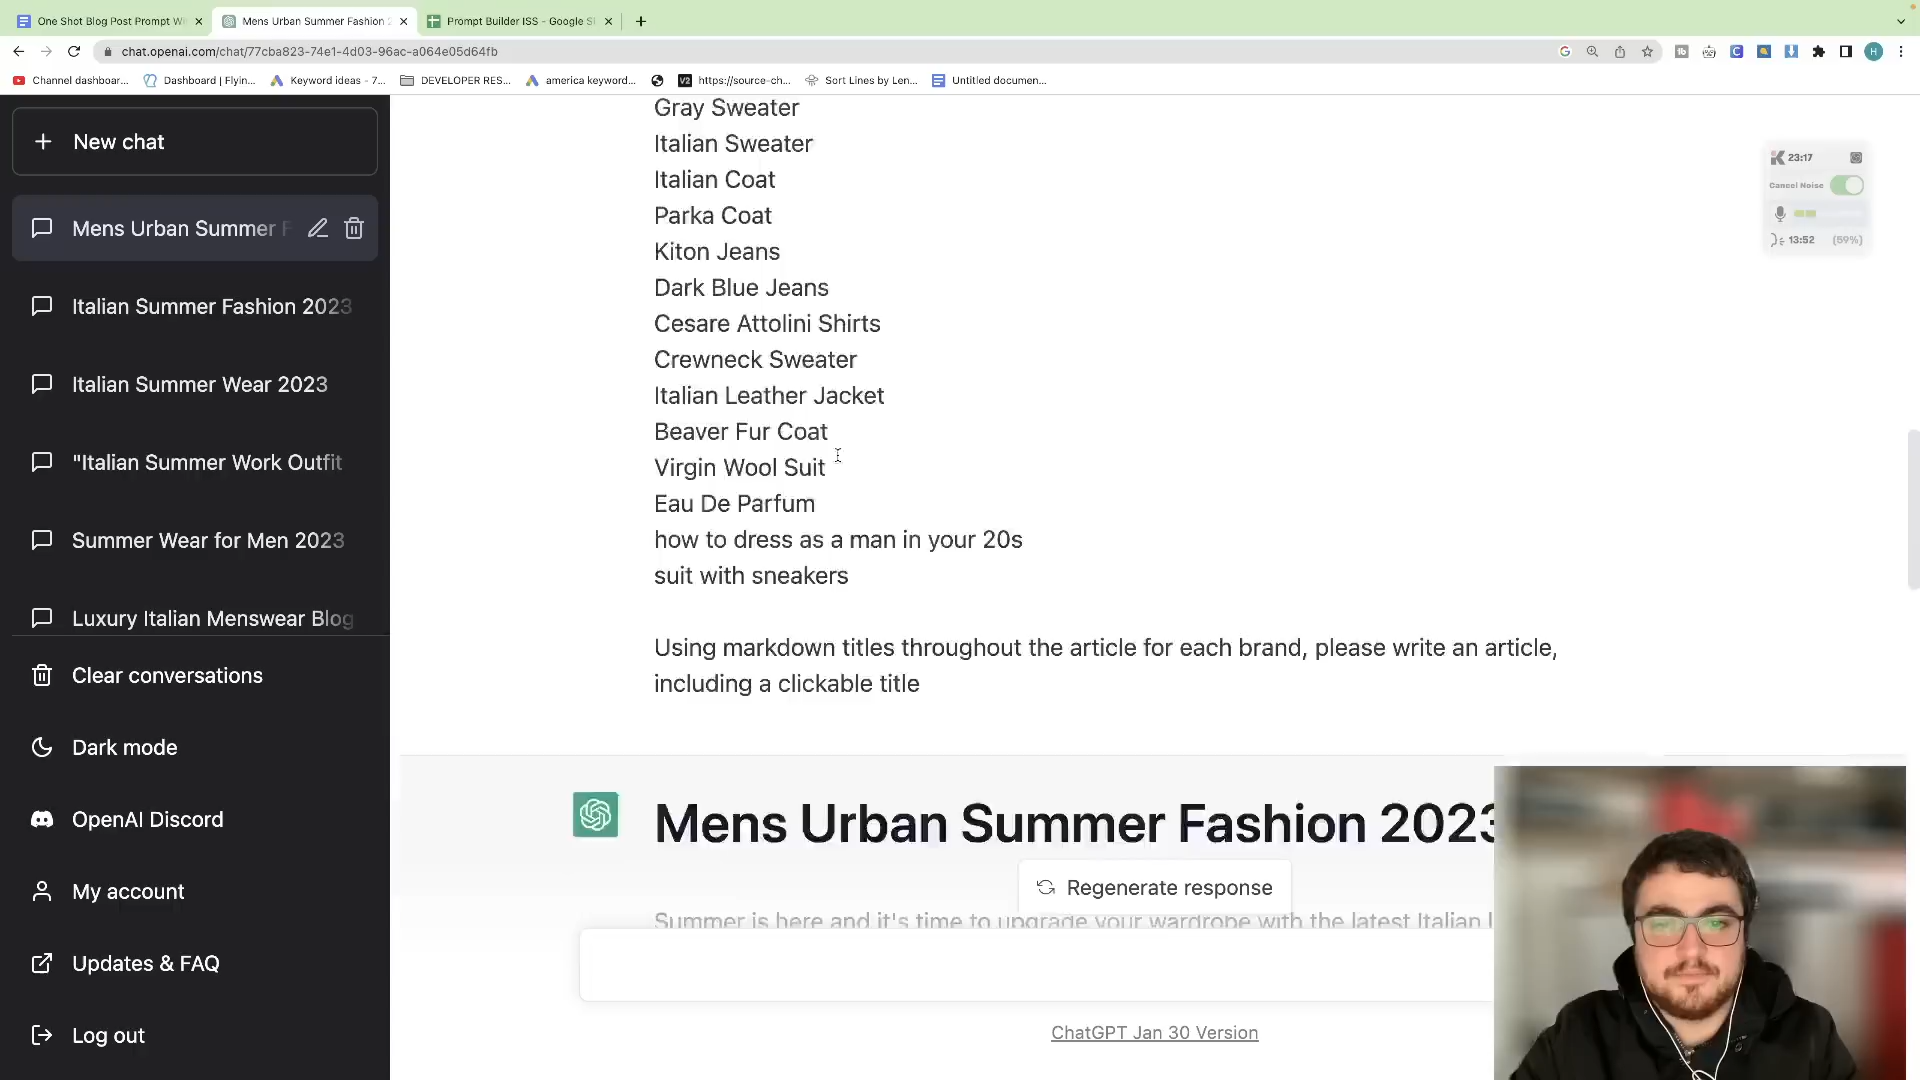 One Shot Blog Post Prompt Wi
Mens Urban Summer Fashion 2
Prompt Builder ISS - Google S
chat.openai.com/chat/77cba823-74e1-4d03-96ac-a064e05d64fb
Channel dashboar...
Dashboard | Flyin...
Keyword ideas - 7...
DEVELOPER RES...
america keyword...
https://source-ch...
Sort Lines by Len...
Untitled documen...
New chat
Mens Urban Summer F
Italian Summer Fashion 2023
Italian Summer Wear 2023
"Italian Summer Work Outfit
Summer Wear for Men 2023
Luxury Italian Menswear Blog
Clear conversations
Dark mode
OpenAI Discord
My account
Updates & FAQ
Log out
Gray Sweater
Italian Sweater
Italian Coat
Parka Coat
Kiton Jeans
Dark Blue Jeans
Cesare Attolini Shirts
Crewneck Sweater
Italian Leather Jacket
Beaver Fur Coat
Virgin Wool Suit
Eau De Parfum
how to dress as a man in your 20s
suit with sneakers
Using markdown titles throughout the article for each brand, please write an article,
including a clickable title
Mens Urban Summer Fashion 2023
Regenerate response
Summer is here and it's time to upgrade your wardrobe with the latest Italian
ChatGPT Jan 30 Version
23:17
Cancel Noise
13:52 (59%)